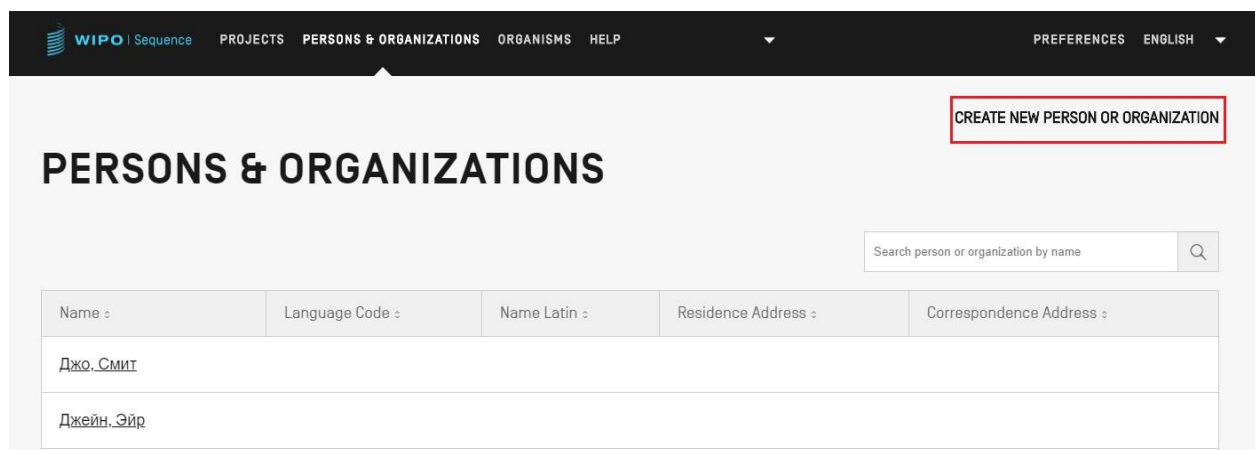 WIPO | Sequence PROJECTS PERSONS & ORGANIZATIONS ORGANISMS HELP PREFERENCES ENGLISH
CREATE NEW PERSON OR ORGANIZATION
PERSONS & ORGANIZATIONS
Search person or organization by name
Name Language Code Name Latin Residence Address Correspondence Address
Джо, Смит
Джейн, Эйр